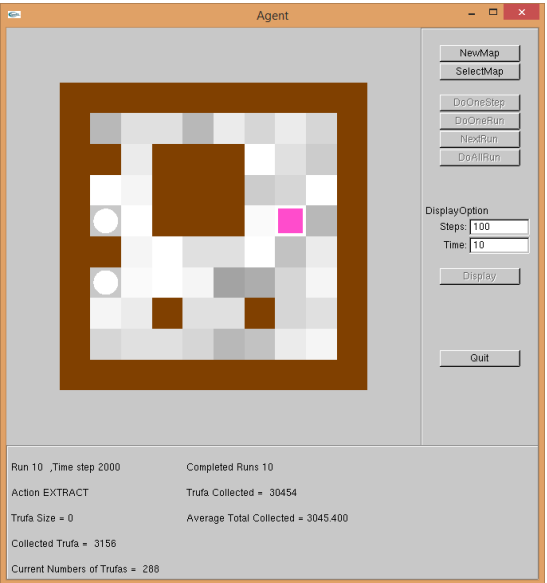 Agent
NewMap
SelectMap
DoOneStep
DoOneRun
NextRun
DoAllRun
DisplayOption
Steps: 100
Time: 10
Display
Quit
Run 10 ,Time step 2000 Completed Runs 10
Action EXTRACT Trufa Collected = 30454
Trufa Size = 0 Average Total Collected = 3045.400
Collected Trufa = 3156
Current Numbers of Trufas = 288